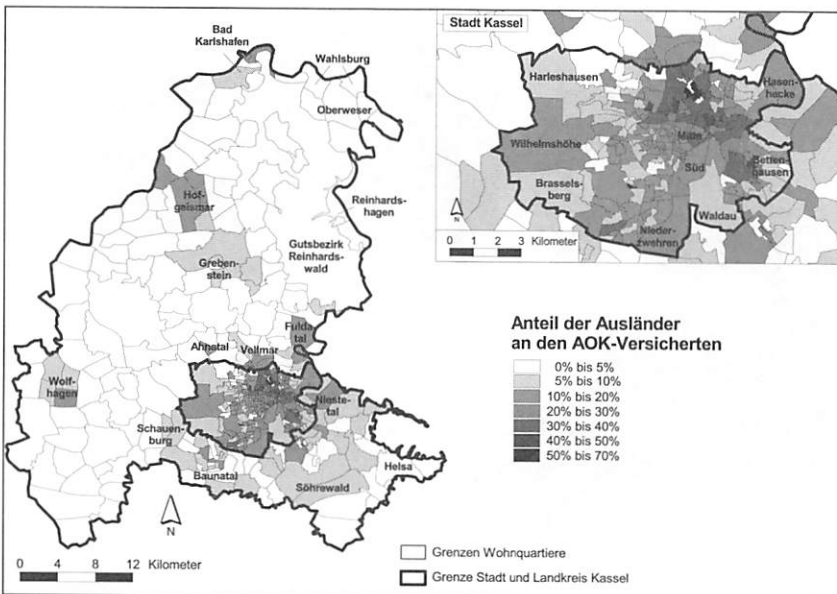 Bad
Karlshafen
Wahlsburg
Oberweser
Reinhards-
hagen
Hof-
geismar
Gutsbezirk
Reinhards-
wald
Greben-
stein
Fulda-
tal
Ahnatal
Vellmar
Wolf-
hagen
Nieste-
tal
Schauen-
burg
Baunatal
Söhrewald
Helsa
N
0 4 8 12 Kilometer
Stadt Kassel
Harleshausen
Hasen-
hecke
Wilhelmshöhe
Mitte
Süd
Betten-
hausen
Brassels-
berg
Waldau
Nieder-
zwehren
N
0 1 2 3 Kilometer
Anteil der Ausländer
an den AOK-Versicherten
0% bis 5%
5% bis 10%
10% bis 20%
20% bis 30%
30% bis 40%
40% bis 50%
50% bis 70%
Grenzen Wohnquartiere
Grenze Stadt und Landkreis Kassel